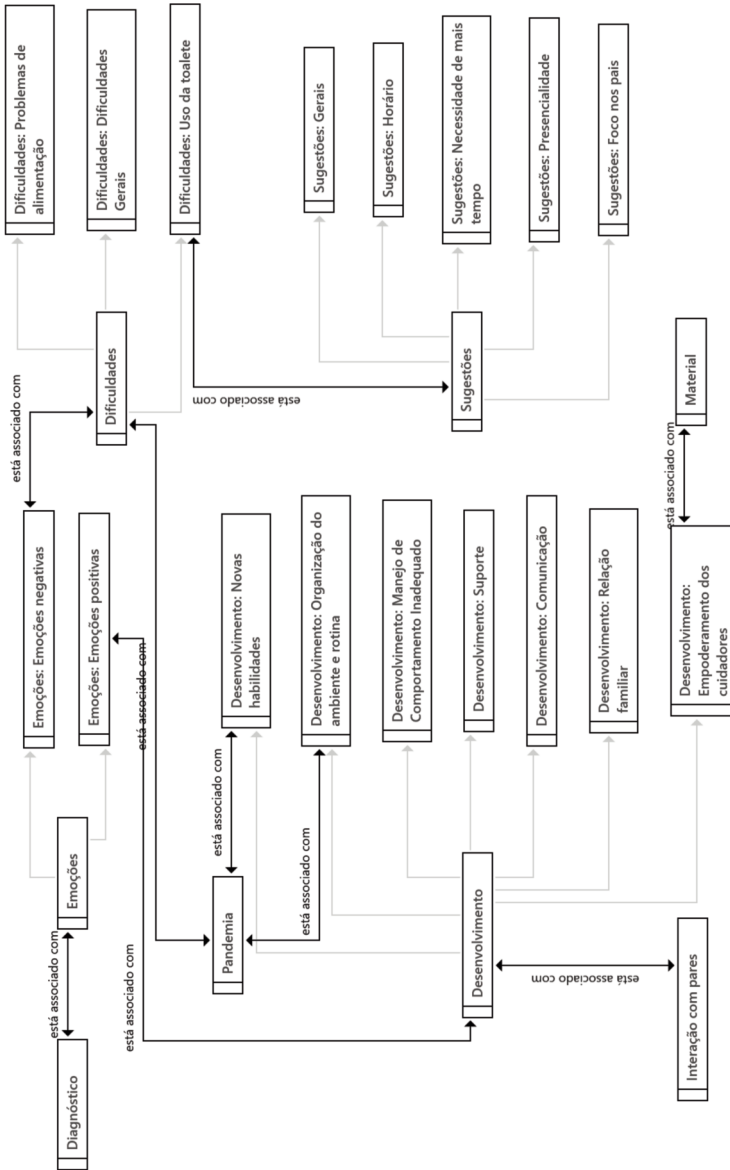 Diagnóstico
está associado com
Emoções
Emoções: Emoções negativas
Emoções: Emoções positivas
está associado com
Dificuldades
Dificuldades: Problemas de
alimentação
Dificuldades: Dificuldades
Gerais
Dificuldades: Uso da toalete
está associado com
está associado com
está associado com
Pandemia
está associado com
está associado com
Desenvolvimento: Novas
habilidades
Desenvolvimento: Organização do
ambiente e rotina
Desenvolvimento: Manejo de
Comportamento Inadequado
Desenvolvimento: Suporte
Desenvolvimento: Comunicação
Desenvolvimento: Relação
familiar
Desenvolvimento:
Empoderamento dos
cuidadores
Desenvolvimento
está associado com
Interação com pares
está associado com
Material
Sugestões
Sugestões: Gerais
Sugestões: Horário
Sugestões: Necessidade de mais
tempo
Sugestões: Presencialidade
Sugestões: Foco nos pais